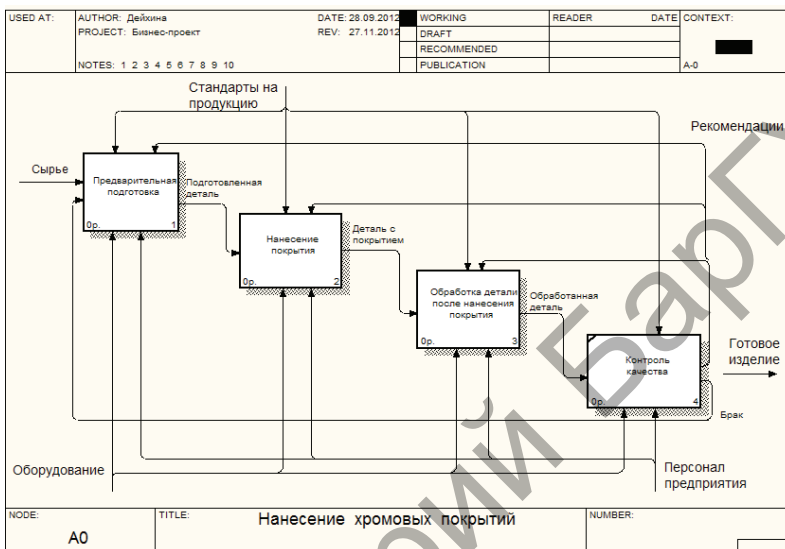 USED AT:
AUTHOR: Дейхина
DATE: 28.09.2012
WORKING
READER
DATE
CONTEXT:
PROJECT: Бизнес-проект
REV: 27.11.2012
DRAFT
RECOMMENDED
NOTES: 1 2 3 4 5 6 7 8 9 10
PUBLICATION
A-0
Стандарты на
продукцию
Рекомендации
Сырье
Предварительная
подготовка
0р.
1
Подготовленная
деталь
Нанесение
покрытия
0р.
2
Деталь с
покрытием
Обработка детали
после нанесения
покрытия
0р.
3
Обработанная
деталь
Контроль
качества
0р.
4
Готовое
изделие
Брак
Оборудование
Персонал
предприятия
NODE:
A0
TITLE:
Нанесение хромовых покрытий
NUMBER: